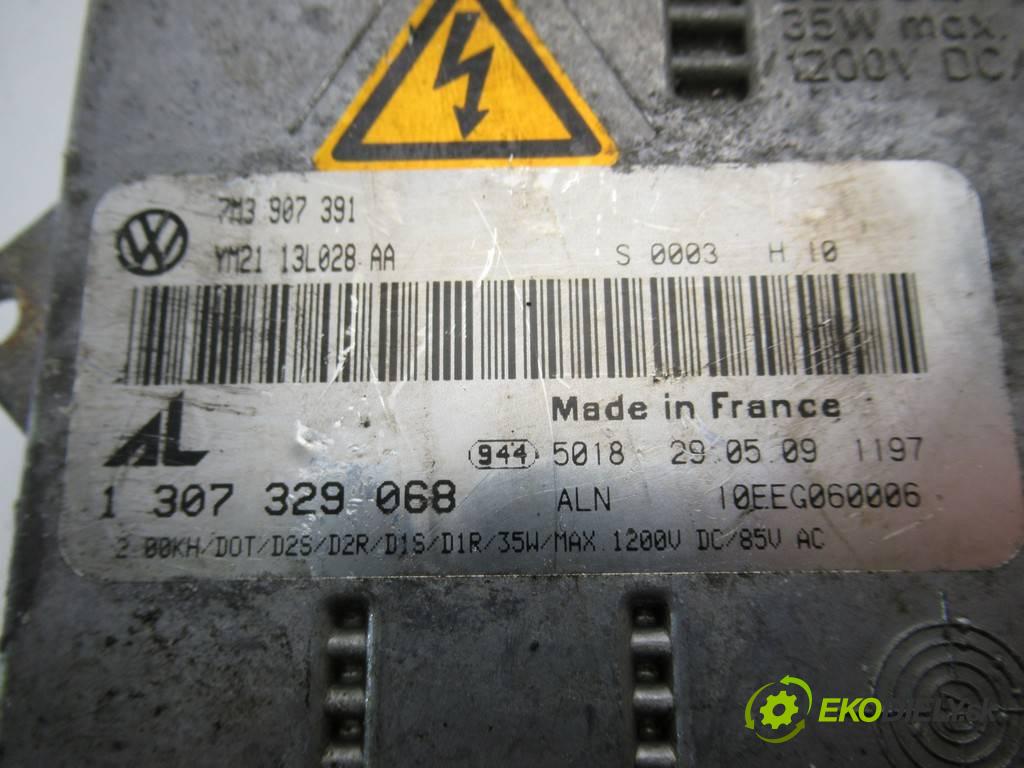 35W max.
1200V DC/
7M3 907 391
YM21 13L028 AA
S 0003 H 10
AL
Made in France
944 5018 29.05.09 1197
1 307 329 068
ALN 10EEG060006
2.00KH/DOT/D2S/D2R/D1S/D1R/35W/MAX.1200V DC/85V AC
EKO